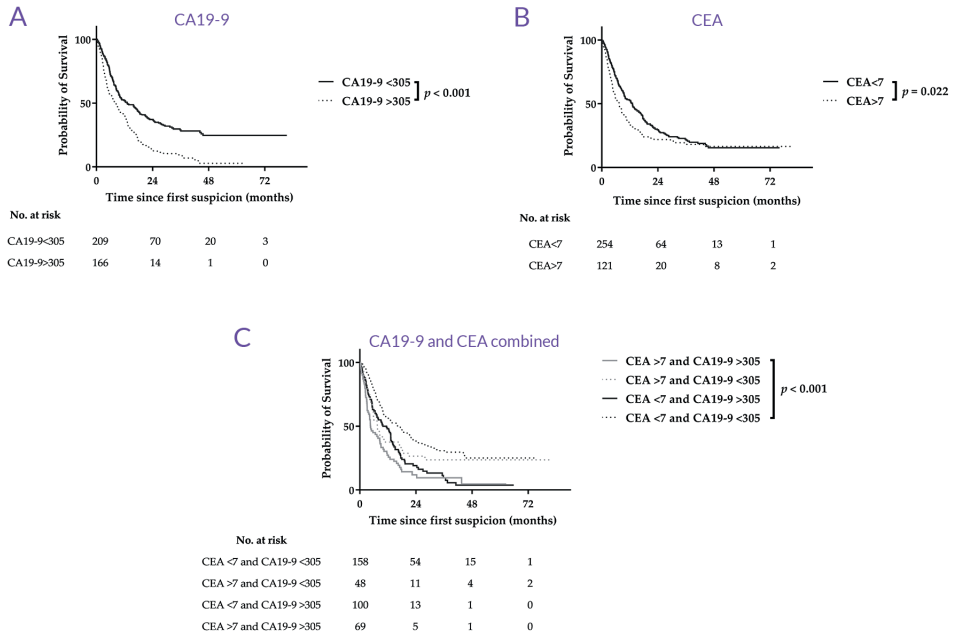 A
CA19-9
Probability of Survival
100
50
0
0 24 48 72
Time since first suspicion (months)
CA19-9 <305
CA19-9 >305
p < 0.001
No. at risk
CA19-9<305 209 70 20 3
CA19-9>305 166 14 1 0
B
CEA
Probability of Survival
100
50
0
0 24 48 72
Time since first suspicion (months)
CEA<7
CEA>7
p = 0.022
No. at risk
CEA<7 254 64 13 1
CEA>7 121 20 8 2
C
CA19-9 and CEA combined
Probability of Survival
100
50
0
0 24 48 72
Time since first suspicion (months)
CEA >7 and CA19-9 >305
CEA >7 and CA19-9 <305
CEA <7 and CA19-9 >305
CEA <7 and CA19-9 <305
p < 0.001
No. at risk
CEA <7 and CA19-9 <305 158 54 15 1
CEA >7 and CA19-9 <305 48 11 4 2
CEA <7 and CA19-9 >305 100 13 1 0
CEA >7 and CA19-9 >305 69 5 1 0